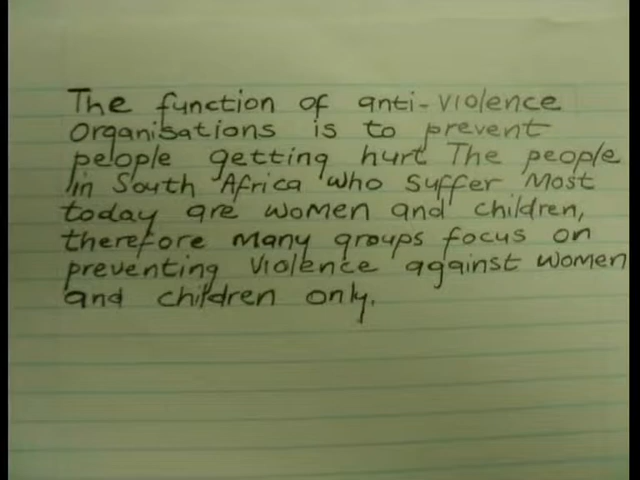 The function of anti-violence
Organisations is to prevent
pelople getting hurt The people
in South Africa who suffer most
today are women and children,
therefore many groups focus on
preventing violence against women
and children only.